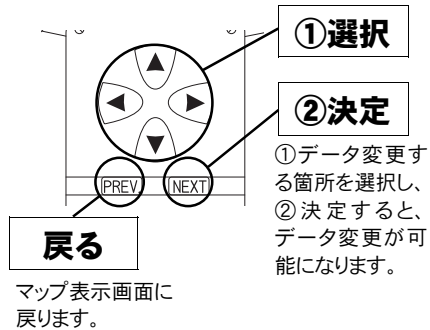 ①選択
②決定
①データ変更す
る箇所を選択し、
②決定すると、
データ変更が可
能になります。
PREV NEXT
戻る
マップ表示画面に
戻ります。